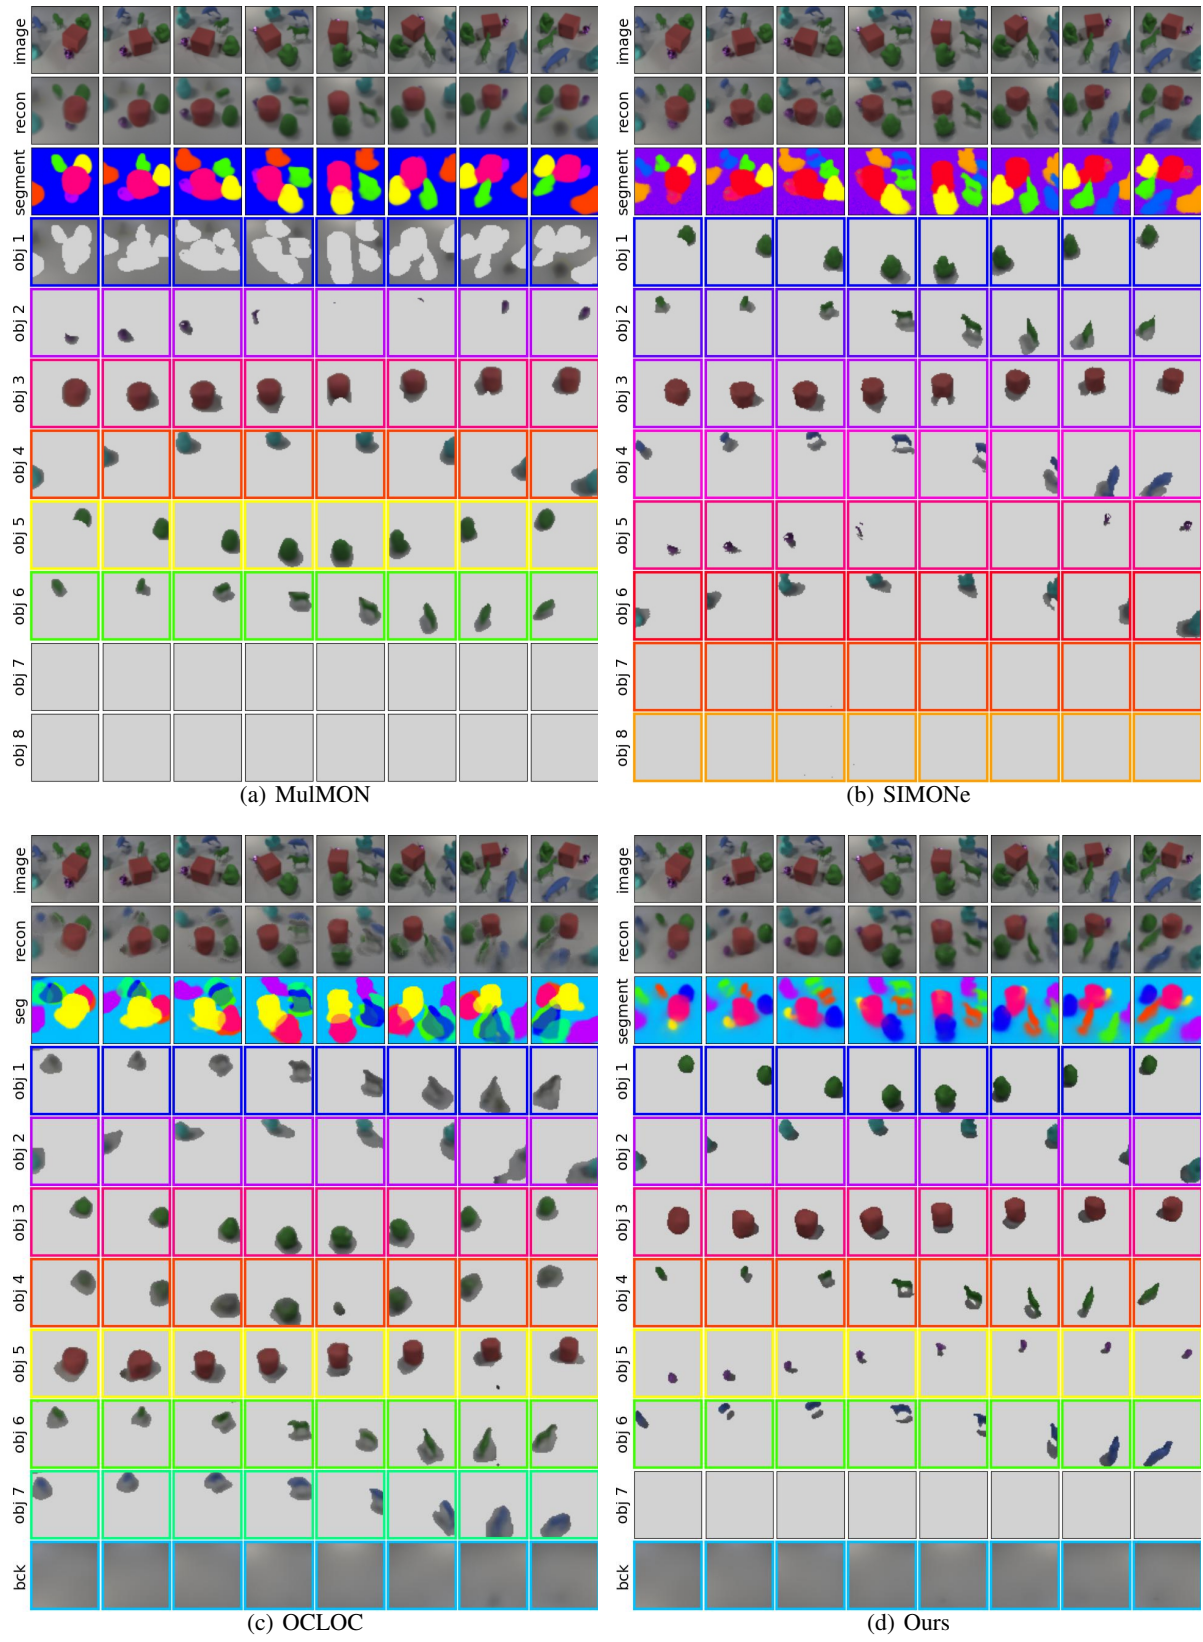 image
recon
segment
obj 1
obj 2
obj 3
obj 4
obj 5
obj 6
obj 7
obj 8
(a) MulMON
image
recon
segment
obj 1
obj 2
obj 3
obj 4
obj 5
obj 6
obj 7
obj 8
(b) SIMONe
image
recon
seg
obj 1
obj 2
obj 3
obj 4
obj 5
obj 6
obj 7
bck
(c) OCLOC
image
recon
segment
obj 1
obj 2
obj 3
obj 4
obj 5
obj 6
obj 7
bck
(d) Ours